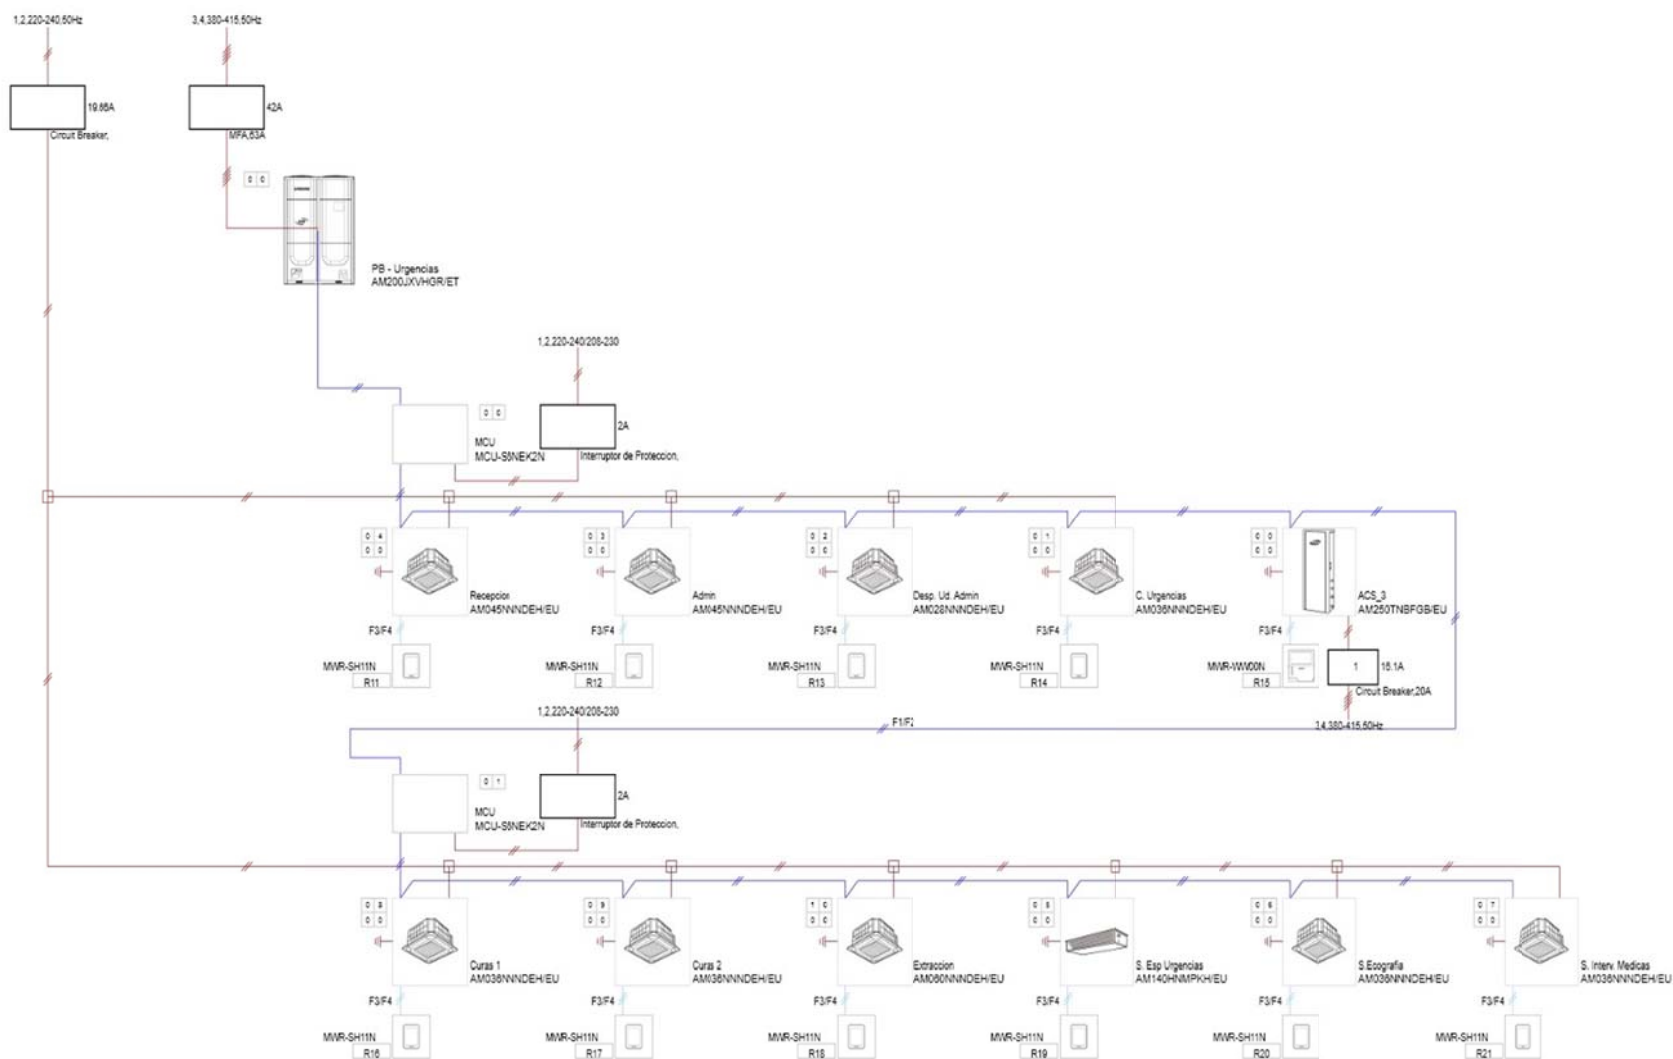 1,2,220-240,50Hz
3,4,380-415,50Hz
19.66A
Circuit Breaker,
42A
MFA,63A
0 0
PB - Urgencias
AM200JXVHGR/ET
1,2,220-240/208-230
0 0
2A
MCU
MCU-S6NEK2N
Interruptor de Proteccion,
0 4
0 0
Recepcion
AM045NNNDEH/EU
F3/F4
MWR-SH11N
R11
0 3
0 0
Admin
AM045NNNDEH/EU
F3/F4
MWR-SH11N
R12
0 2
0 0
Desp. Ud. Admin
AM028NNNDEH/EU
F3/F4
MWR-SH11N
R13
0 1
0 0
C. Urgencias
AM036NNNDEH/EU
F3/F4
MWR-SH11N
R14
0 0
0 0
ACS_3
AM250TNBFGB/EU
F3/F4
MWR-WW00N
R15
1
16.1A
Circuit Breaker,20A
3,4,380-415,50Hz
F1/F2
1,2,220-240/208-230
0 1
2A
MCU
MCU-S6NEK2N
Interruptor de Proteccion,
0 8
0 0
Curas 1
AM036NNNDEH/EU
F3/F4
MWR-SH11N
R16
0 9
0 0
Curas 2
AM036NNNDEH/EU
F3/F4
MWR-SH11N
R17
1 0
0 0
Extraccion
AM060NNNDEH/EU
F3/F4
MWR-SH11N
R18
0 5
0 0
S. Esp Urgencias
AM140HNMPKH/EU
F3/F4
MWR-SH11N
R19
0 6
0 0
S.Ecografia
AM036NNNDEH/EU
F3/F4
MWR-SH11N
R20
0 7
0 0
S. Interv. Medicas
AM036NNNDEH/EU
F3/F4
MWR-SH11N
R21